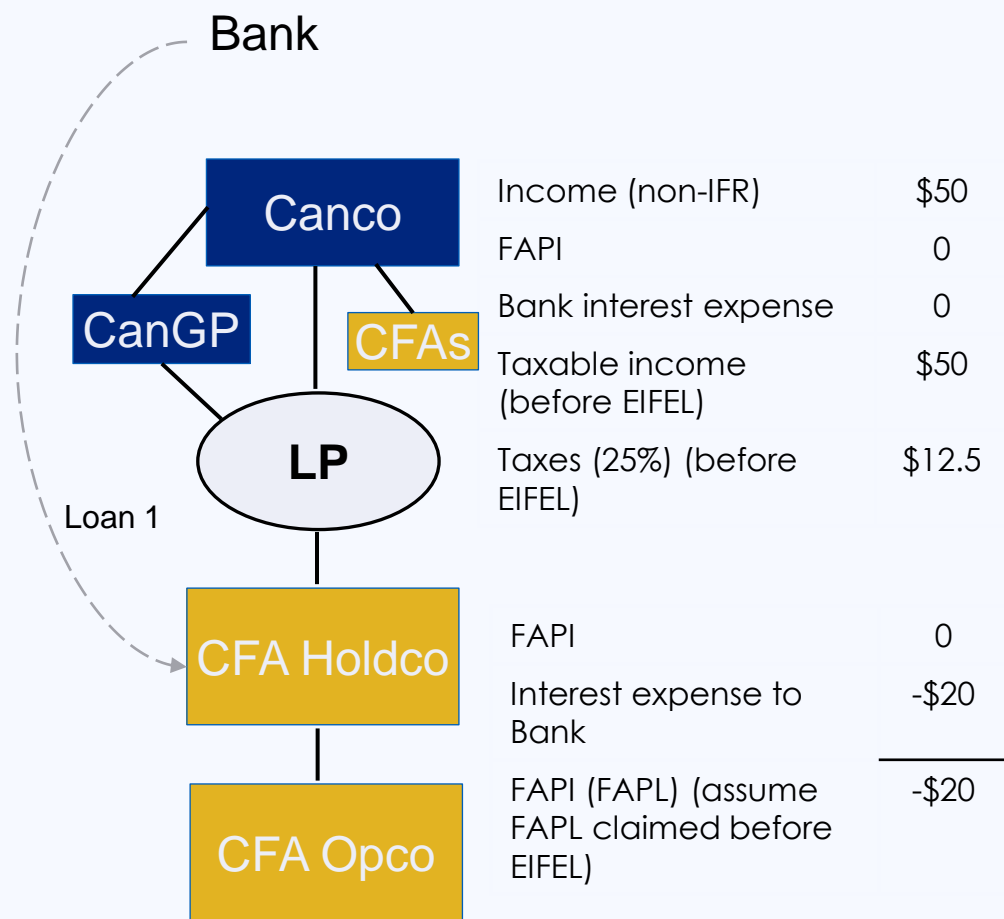 Bank
Canco
CanGP
CFAs
LP
Loan 1
CFA Holdco
CFA Opco
Income (non-IFR) $50
FAPI 0
Bank interest expense 0
Taxable income $50
(before EIFEL)
Taxes (25%) (before $12.5
EIFEL)
FAPI 0
Interest expense to -$20
Bank
FAPI (FAPL) (assume -$20
FAPL claimed before
EIFEL)